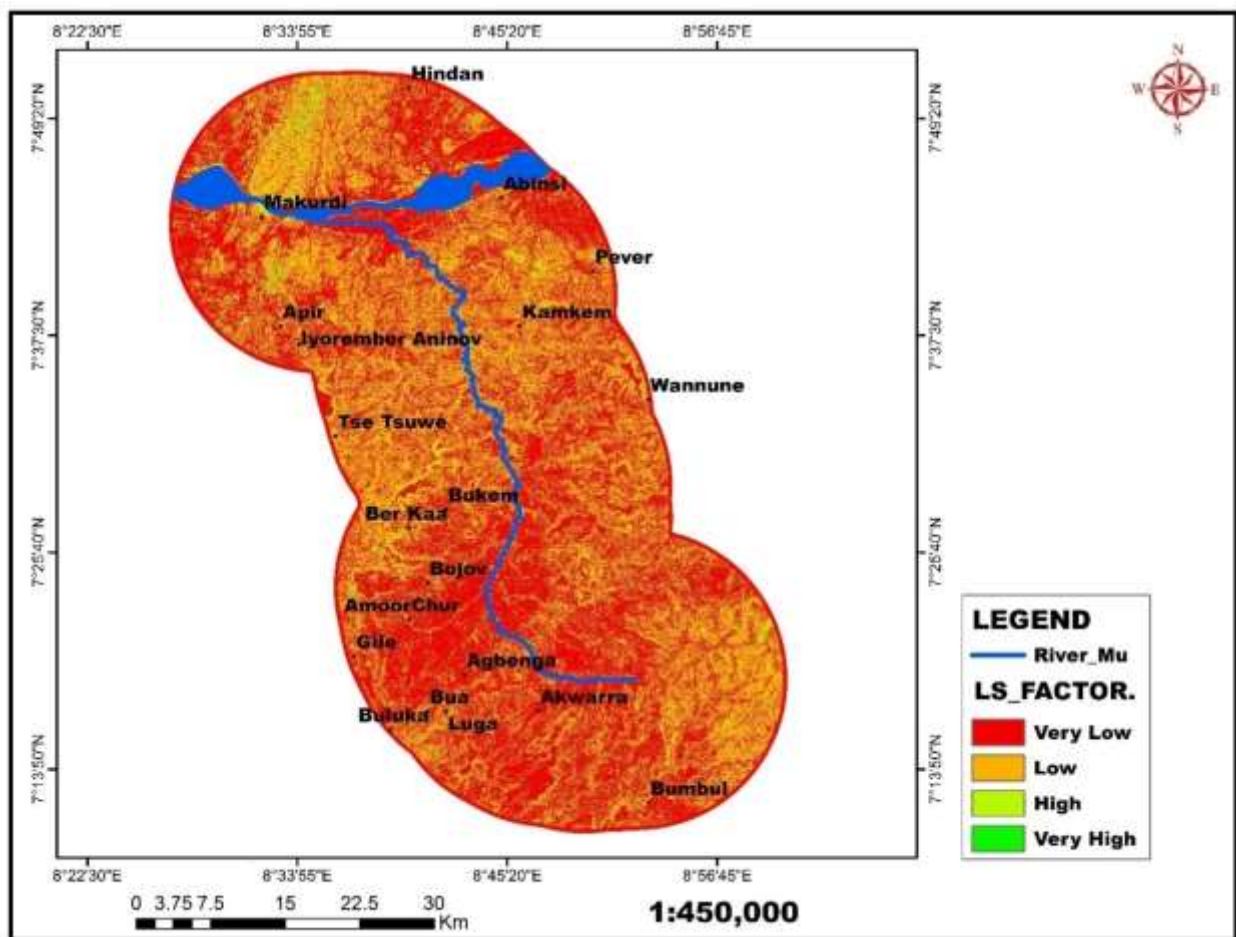 8°22'30"E 8°33'55"E 8°45'20"E 8°56'45"E
N
W E
S
7°49'20"N 7°49'20"N
Hindan
Abinsi
Makurdi
Pever
Apir Kamkem
7°37'30"N 7°37'30"N
Iyorember Aninov
Wannune
Tse Tsuwe
Bukem
Ber Kaa
7°25'40"N 7°25'40"N
Bojov
AmoorChur
Gile
Agbenga
Akwarra
Bua
Buluka
Luga
7°13'50"N 7°13'50"N
Bumbul
LEGEND
River_Mu
LS_FACTOR.
Very Low
Low
High
Very High
8°22'30"E 8°33'55"E 8°45'20"E 8°56'45"E
0 3.75 7.5 15 22.5 30
Km
1:450,000